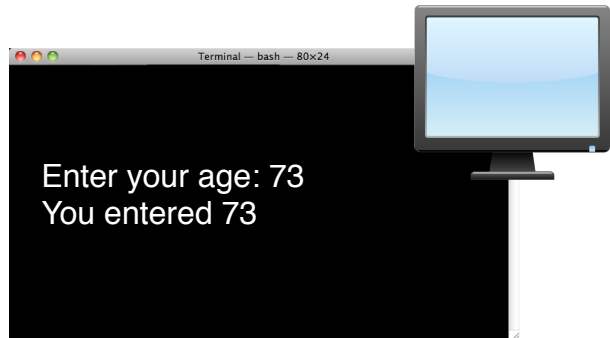 Terminal — bash — 80×24
Enter your age: 73
You entered 73